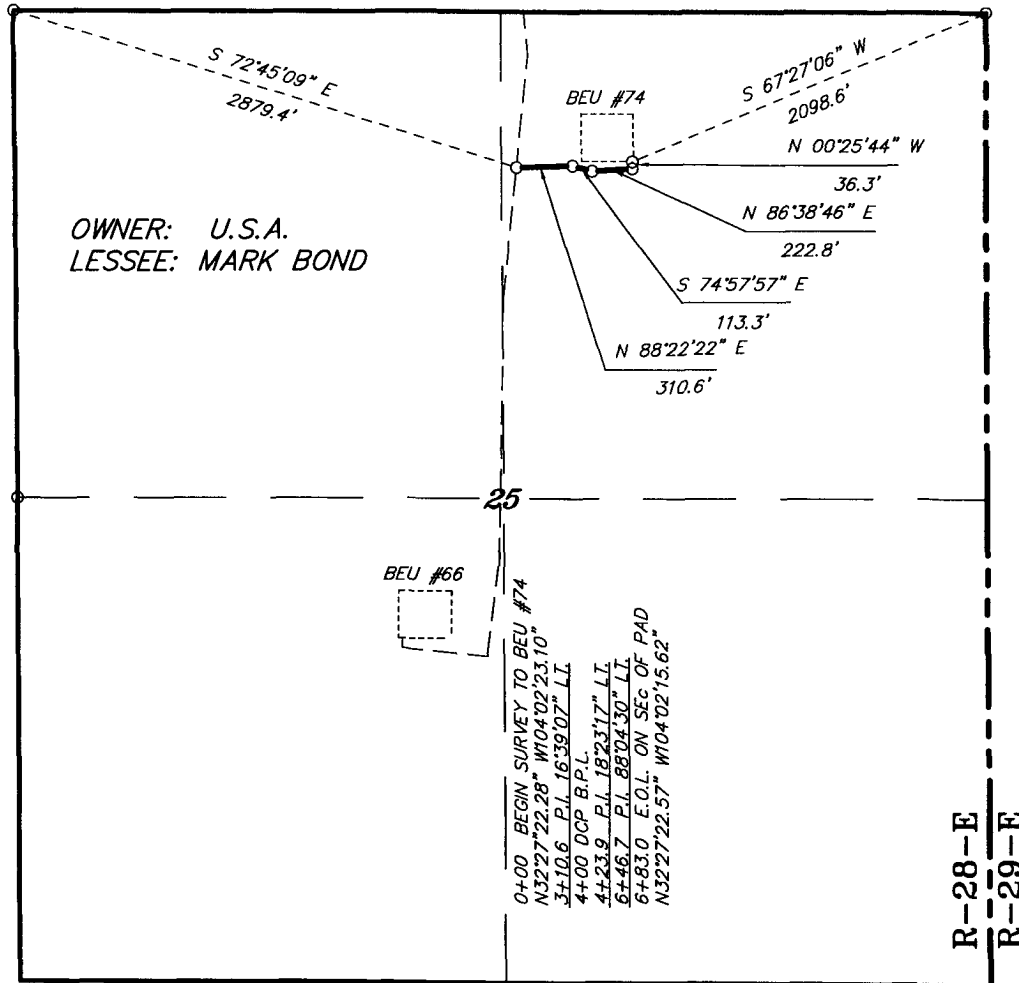 S 72°45'09" E
2879.4'
S 67°27'06" W
2098.6'
BEU #74
N 00°25'44" W
36.3'
N 86°38'46" E
222.8'
S 74°57'57" E
113.3'
N 88°22'22" E
310.6'
OWNER: U.S.A.
LESSEE: MARK BOND
25
BEU #66
0+00 BEGIN SURVEY TO BEU #74
N32°27'22.28" W104°02'23.10"
3+10.6 P.I. 16°39'07" LT.
4+00 DCP B.P.L.
4+23.9 P.I. 18°23'17" LT.
6+46.7 P.I. 88°04'30" LT.
6+83.0 E.O.L. ON SEc OF PAD
N32°27'22.57" W104°02'15.62"
R-28-E
R-29-E